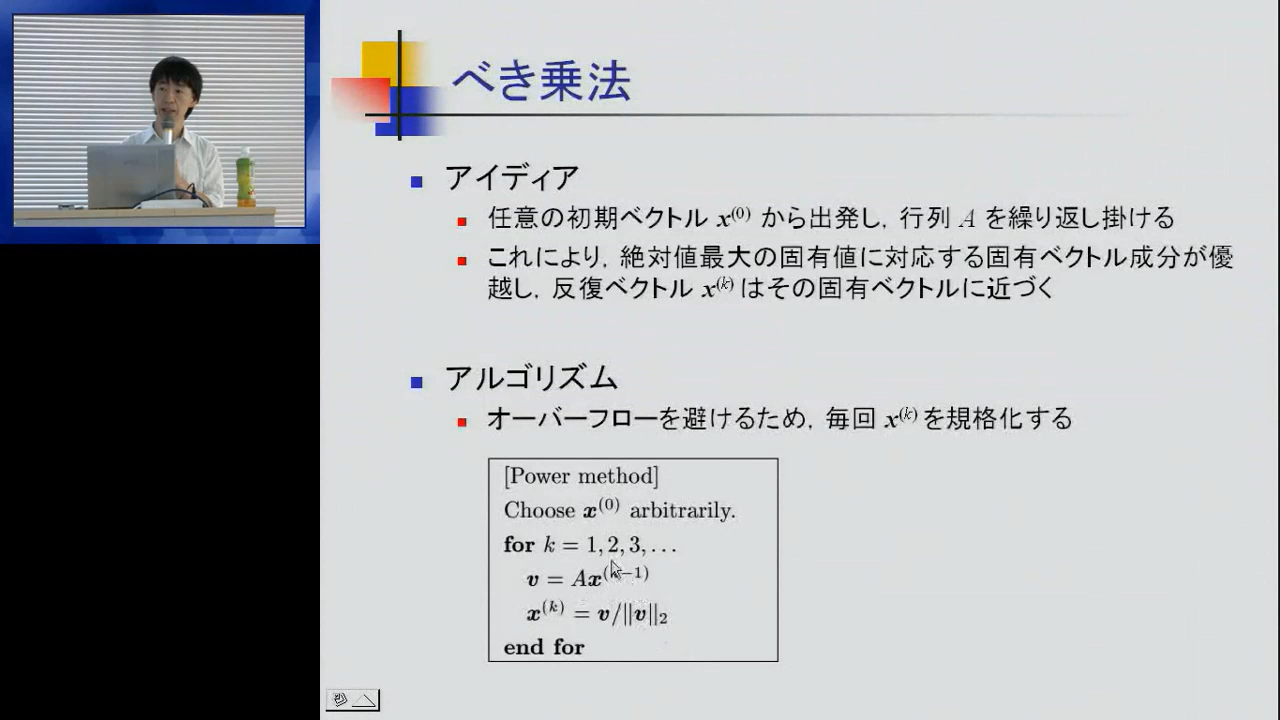 べき乗法
アイディア
任意の初期ベクトル x⁽⁰⁾ から出発し, 行列 A を繰り返し掛ける
これにより, 絶対値最大の固有値に対応する固有ベクトル成分が優
越し, 反復ベクトル x⁽ᵏ⁾ はその固有ベクトルに近づく
アルゴリズム
オーバーフローを避けるため, 毎回 x⁽ᵏ⁾ を規格化する
[Power method]
Choose x⁽⁰⁾ arbitrarily.
for k = 1, 2, 3, . . .
v = Ax⁽ᵏ⁻¹⁾
x⁽ᵏ⁾ = v/||v||₂
end for